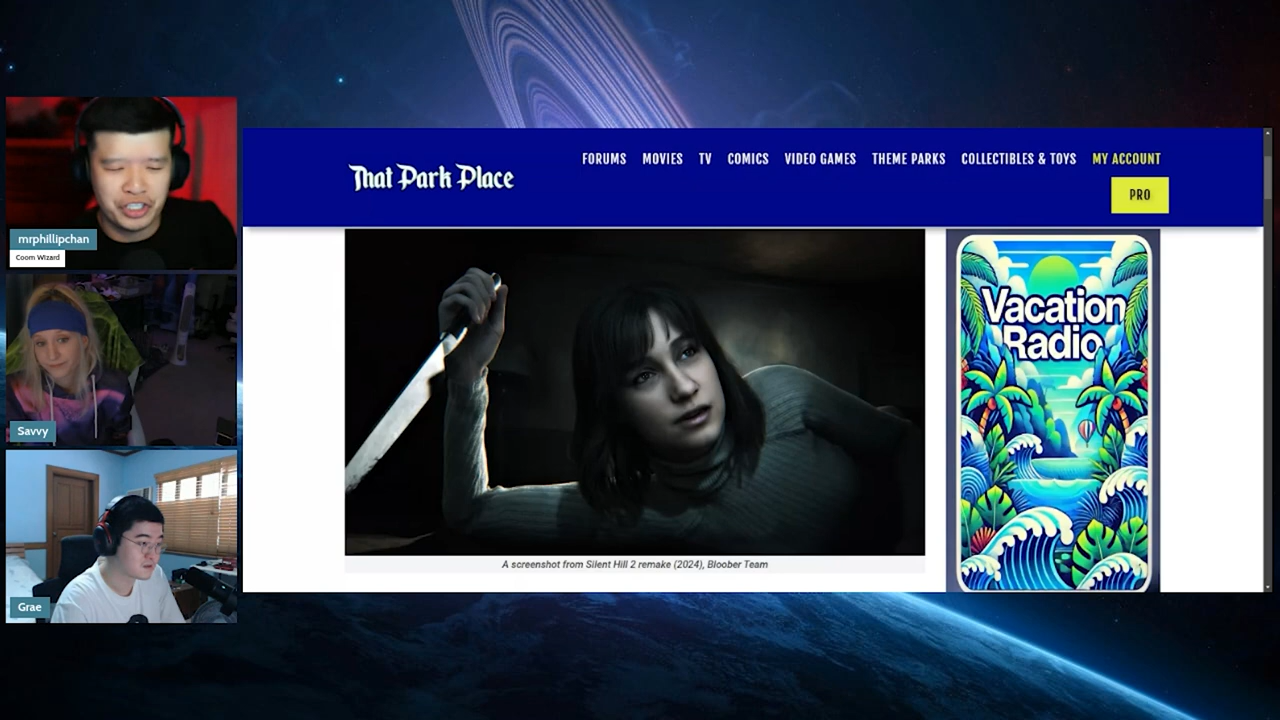 mrphillipchan
Coom Wizard
Savvy
Grae
That Park Place
FORUMS MOVIES TV COMICS VIDEO GAMES THEME PARKS COLLECTIBLES & TOYS MY ACCOUNT
PRO
A screenshot from Silent Hill 2 remake (2024), Bloober Team
Vacation
Radio